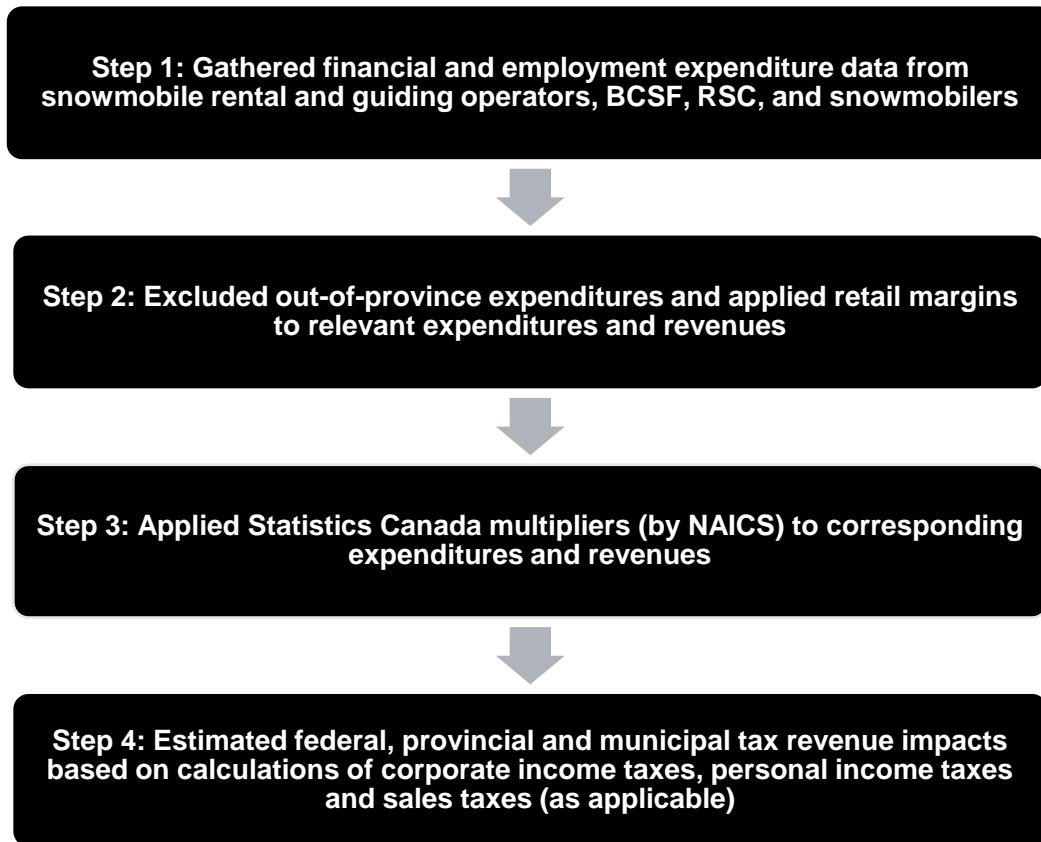 Step 1: Gathered financial and employment expenditure data from
snowmobile rental and guiding operators, BCSF, RSC, and snowmobilers
Step 2: Excluded out-of-province expenditures and applied retail margins
to relevant expenditures and revenues
Step 3: Applied Statistics Canada multipliers (by NAICS) to corresponding
expenditures and revenues
Step 4: Estimated federal, provincial and municipal tax revenue impacts
based on calculations of corporate income taxes, personal income taxes
and sales taxes (as applicable)